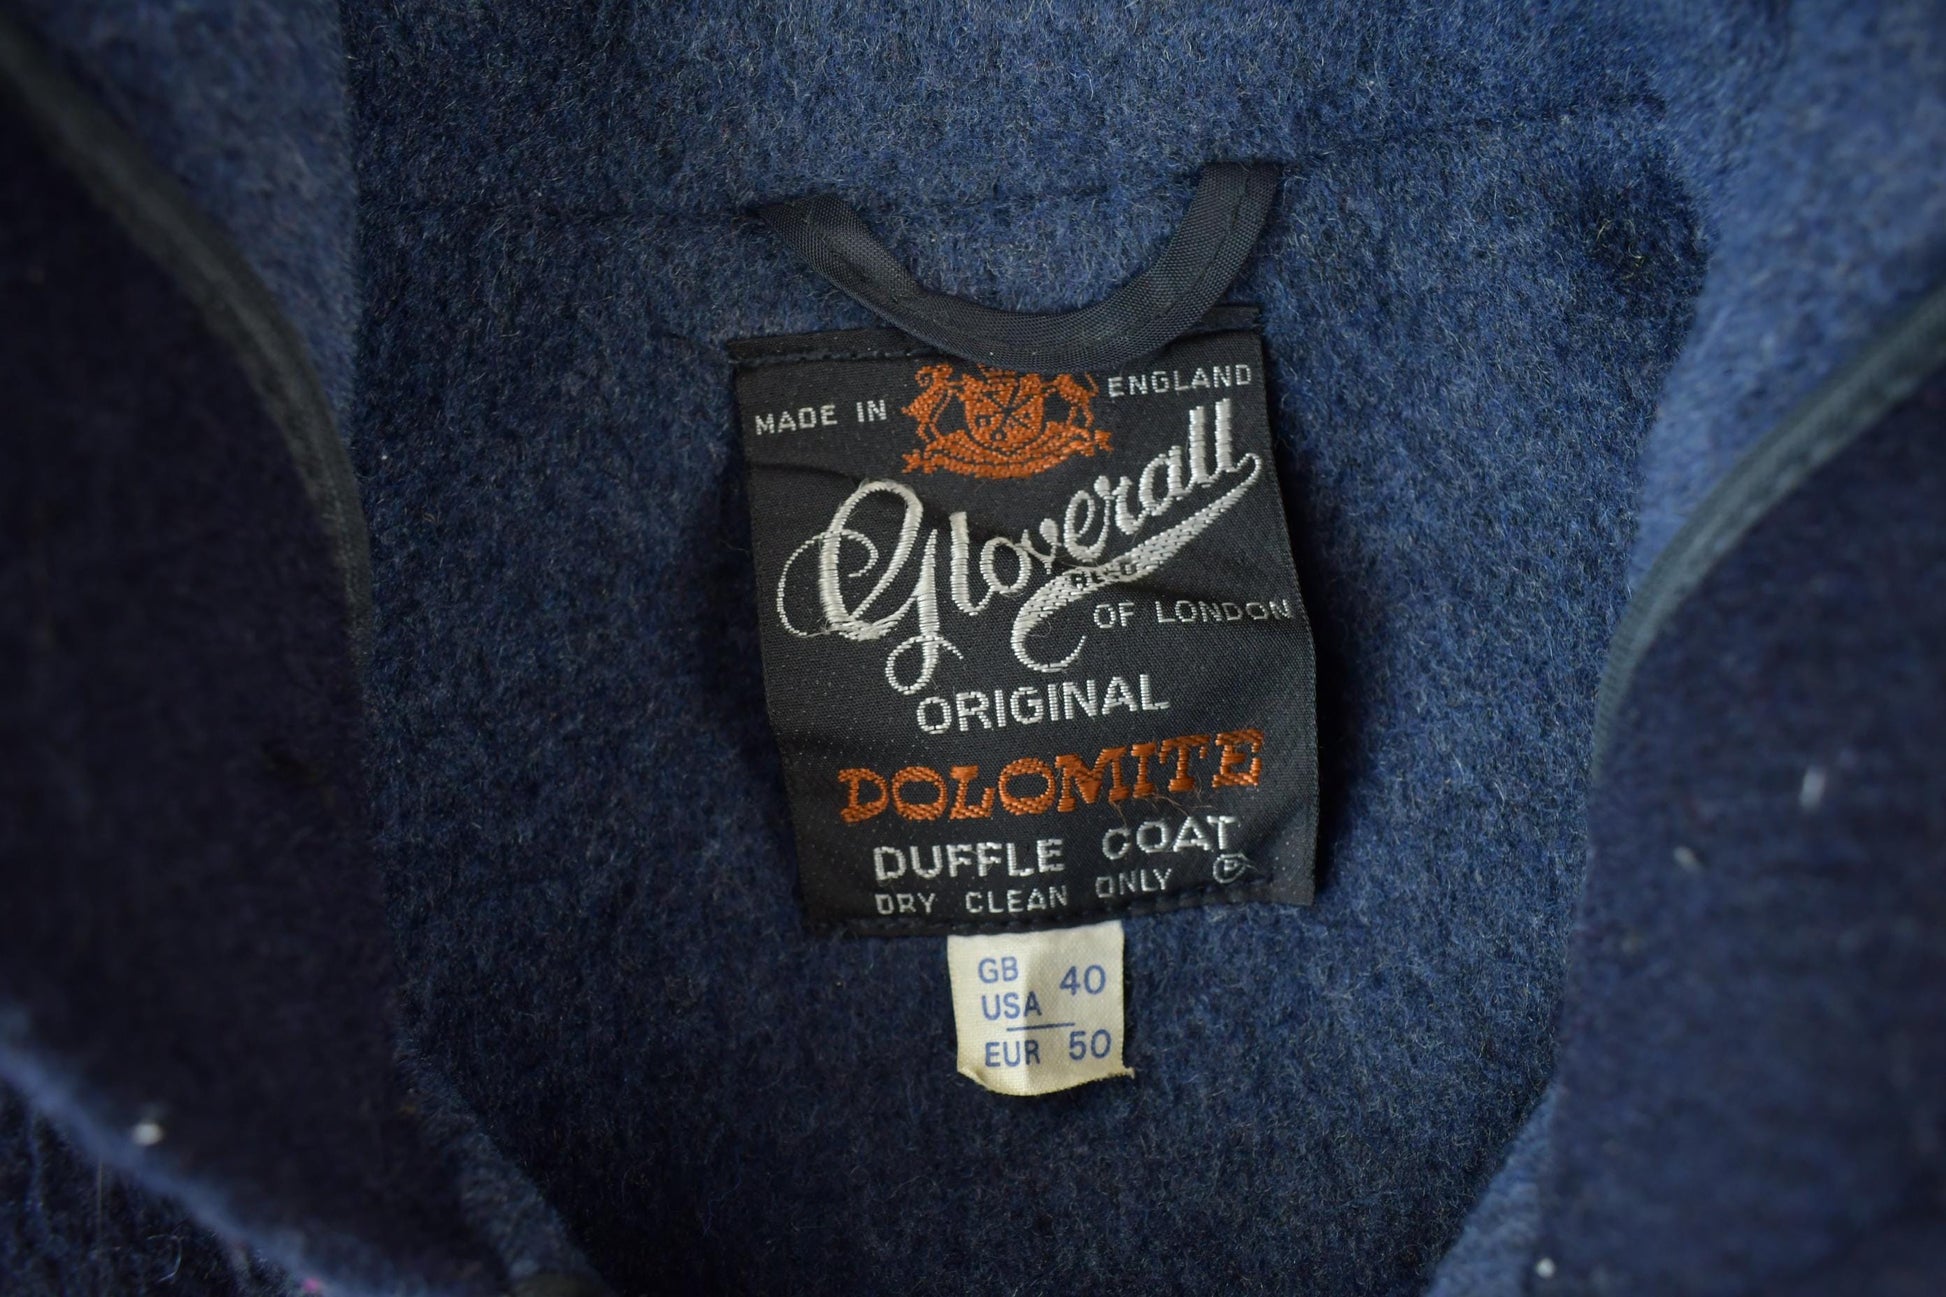 MADE IN ENGLAND
Gloverall
REGD
OF LONDON
ORIGINAL
DOLOMITE
DUFFLE COAT
DRY CLEAN ONLY Ⓟ
GB 40
USA
EUR 50